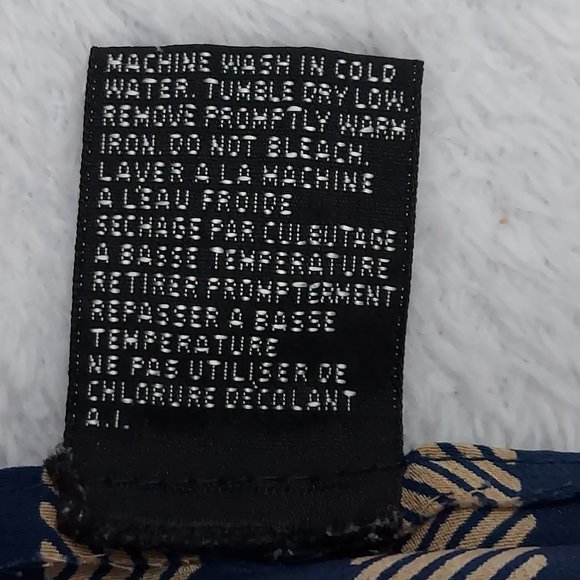 MACHINE WASH IN COLD
WATER. TUMBLE DRY LOW.
REMOVE PROMPTLY WARM
IRON. DO NOT BLEACH.
LAVER A LA MACHINE
A L'EAU FROIDE
SECHAGE PAR CULBUTAGE
A BASSE TEMPERATURE
RETIRER PROMPTERMENT
REPASSER A BASSE
TEMPERATURE
NE PAS UTILISER DE
CHLORURE DECOLANT
A.I.